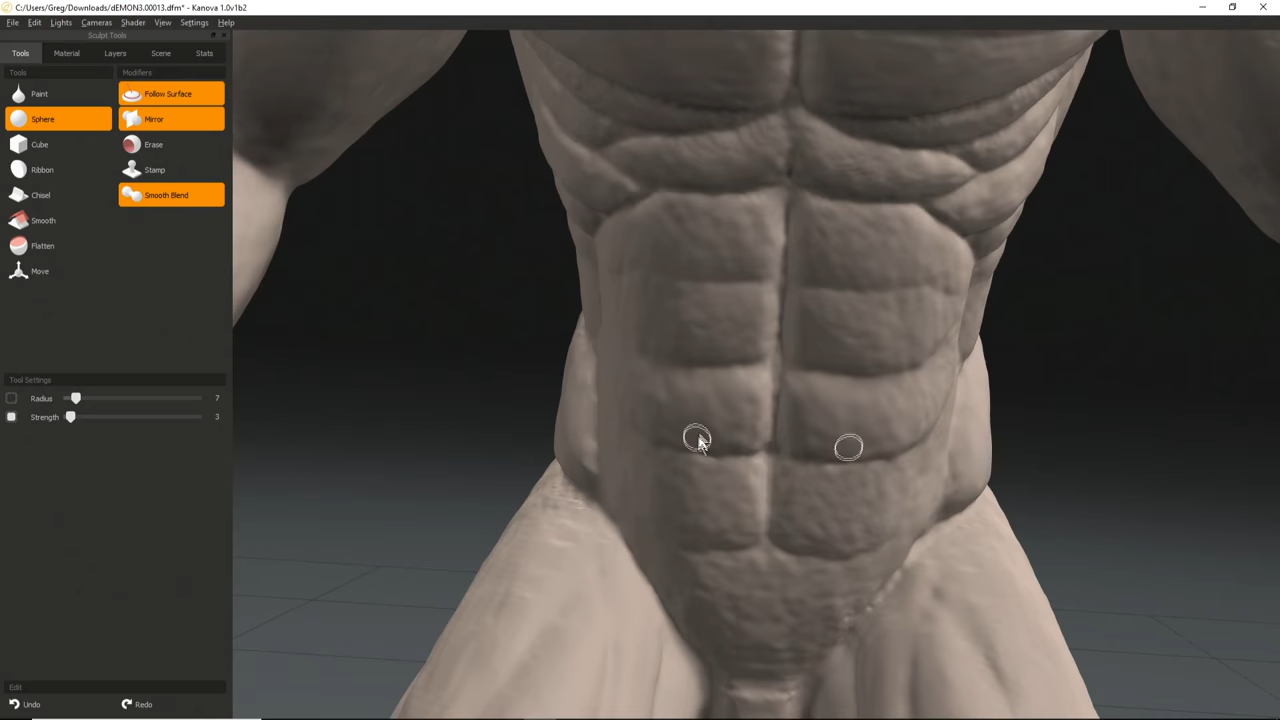 C:/Users/Greg/Downloads/dEMON3.00013.dfm* - Kanova 1.0v1b2
File Edit Lights Cameras Shader View Settings Help
Sculpt Tools
Tools Material Layers Scene Stats
Tools Modifiers
Paint Follow Surface
Sphere Mirror
Cube Erase
Ribbon Stamp
Chisel Smooth Blend
Smooth
Flatten
Move
Tool Settings
Radius 7
Strength 3
Edit
Undo Redo